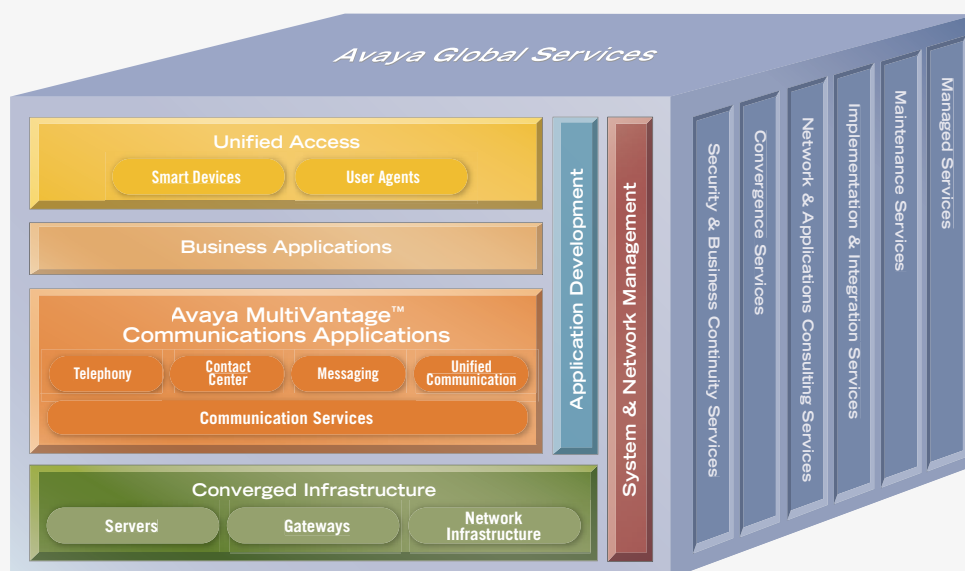 Avaya Global Services
Unified Access
Smart Devices
User Agents
Business Applications
Avaya MultiVantage™
Communications Applications
Telephony
Contact
Center
Messaging
Unified
Communication
Communication Services
Converged Infrastructure
Servers
Gateways
Network
Infrastructure
Application Development
System & Network Management
Security & Business Continuity Services
Convergence Services
Network & Applications Consulting Services
Implementation & Integration Services
Maintenance Services
Managed Services